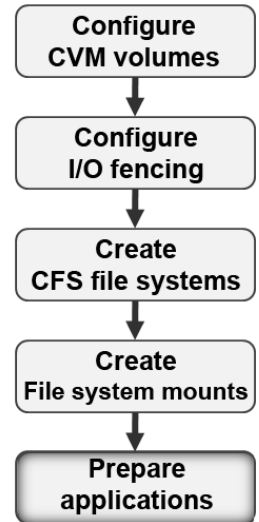 Configure
CVM volumes
Configure
I/O fencing
Create
CFS file systems
Create
File system mounts
Prepare
applications